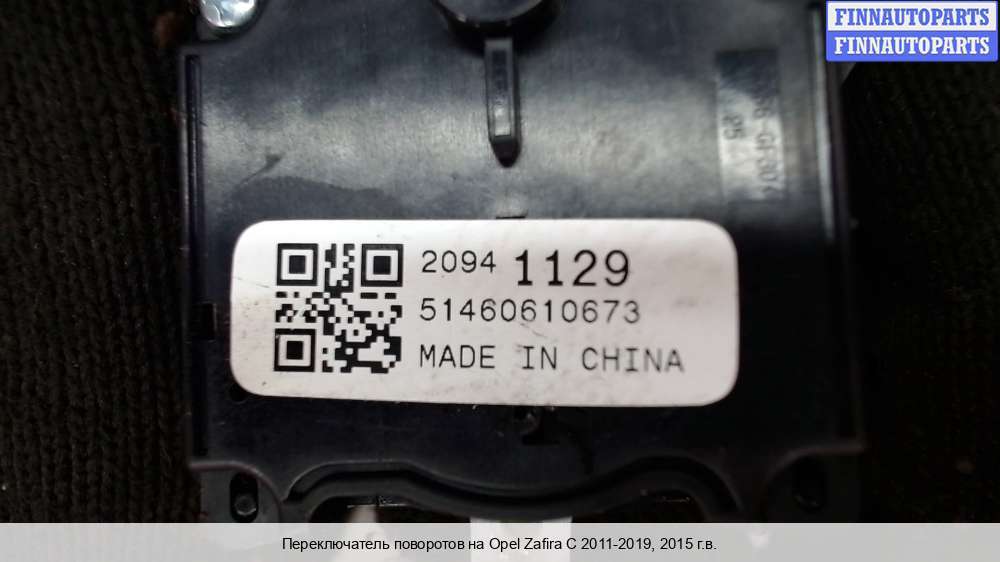 FINNAUTOPARTS
FINNAUTOPARTS
2094 1129
51460610673
MADE IN CHINA
Переключатель поворотов на Opel Zafira C 2011-2019, 2015 г.в.